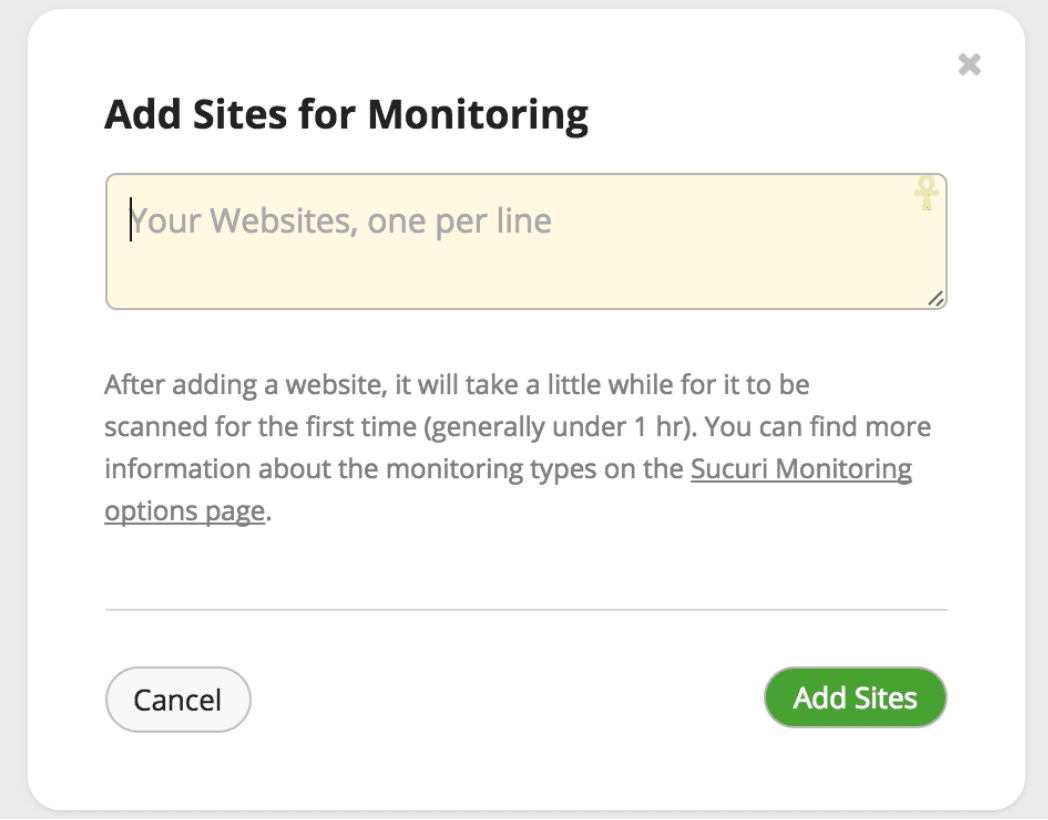 Add Sites for Monitoring
Your Websites, one per line
After adding a website, it will take a little while for it to be
scanned for the first time (generally under 1 hr). You can find more
information about the monitoring types on the Sucuri Monitoring
options page.
Cancel
Add Sites